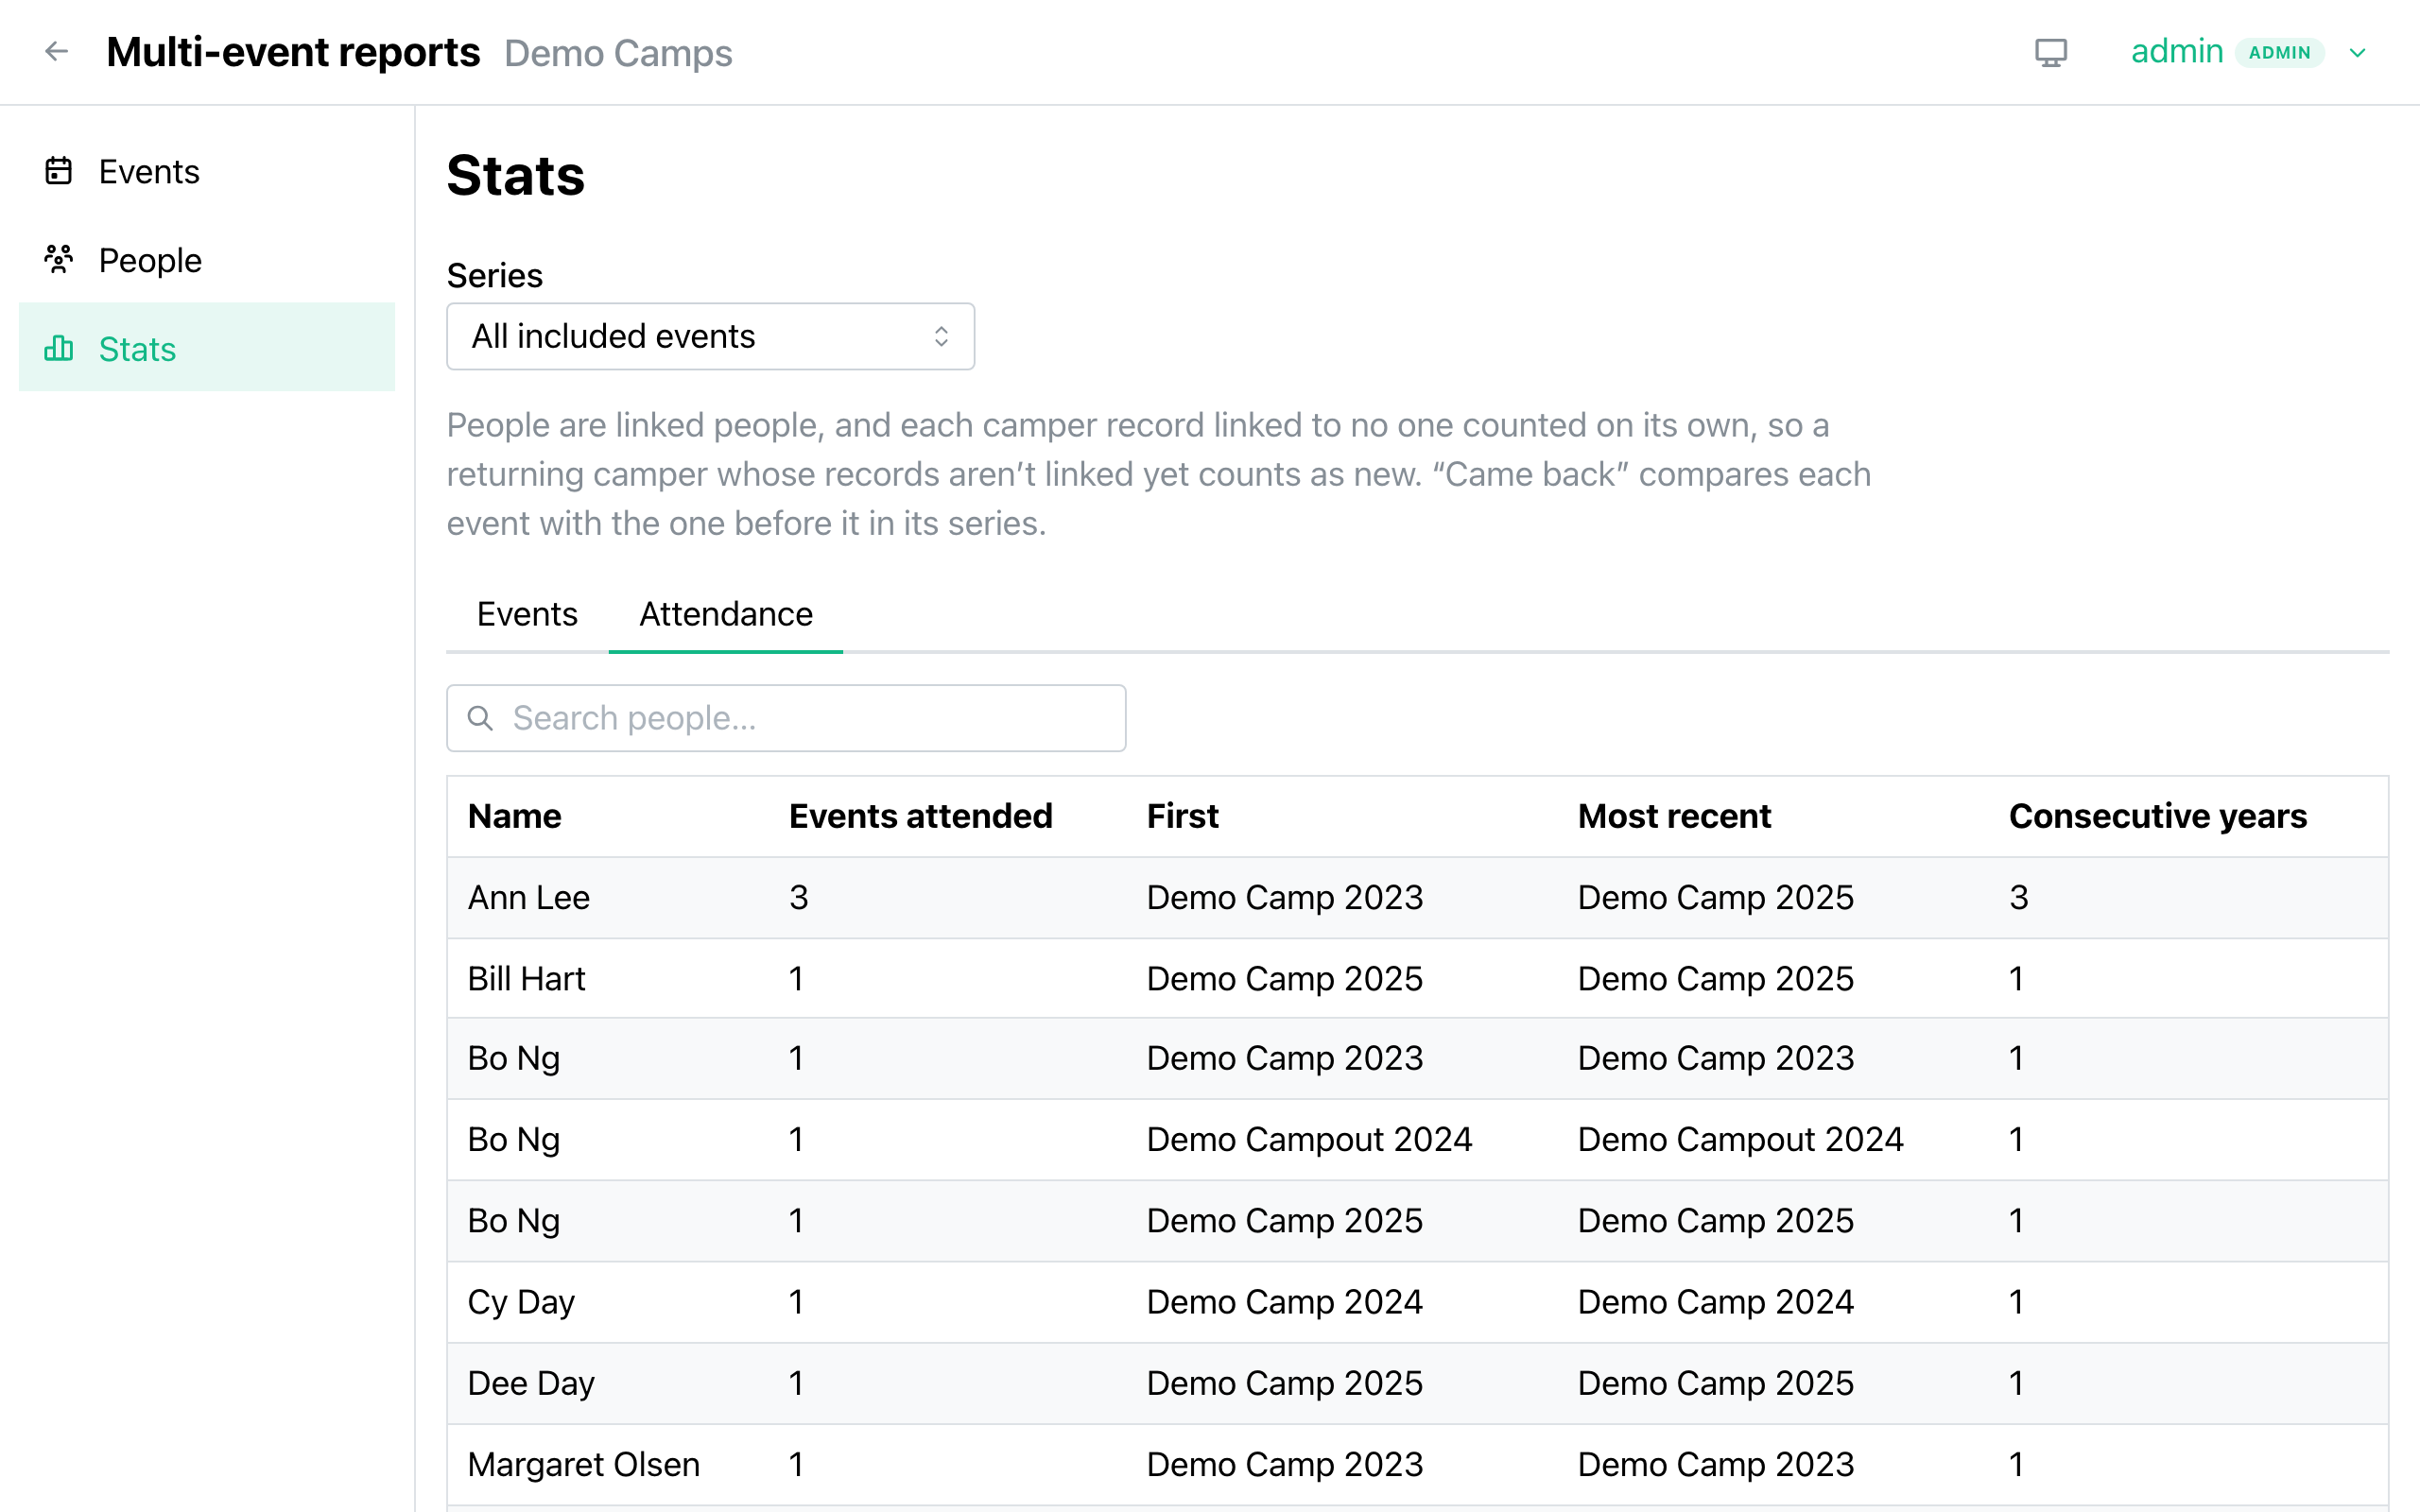 Multi-event reports Demo Camps admin ADMIN
Events
People
Stats
Stats
Series
All included events
People are linked people, and each camper record linked to no one counted on its own, so a
returning camper whose records aren’t linked yet counts as new. “Came back” compares each
event with the one before it in its series.
Events Attendance
Search people...
Name Events attended First Most recent Consecutive years
Ann Lee 3 Demo Camp 2023 Demo Camp 2025 3
Bill Hart 1 Demo Camp 2025 Demo Camp 2025 1
Bo Ng 1 Demo Camp 2023 Demo Camp 2023 1
Bo Ng 1 Demo Campout 2024 Demo Campout 2024 1
Bo Ng 1 Demo Camp 2025 Demo Camp 2025 1
Cy Day 1 Demo Camp 2024 Demo Camp 2024 1
Dee Day 1 Demo Camp 2025 Demo Camp 2025 1
Margaret Olsen 1 Demo Camp 2023 Demo Camp 2023 1